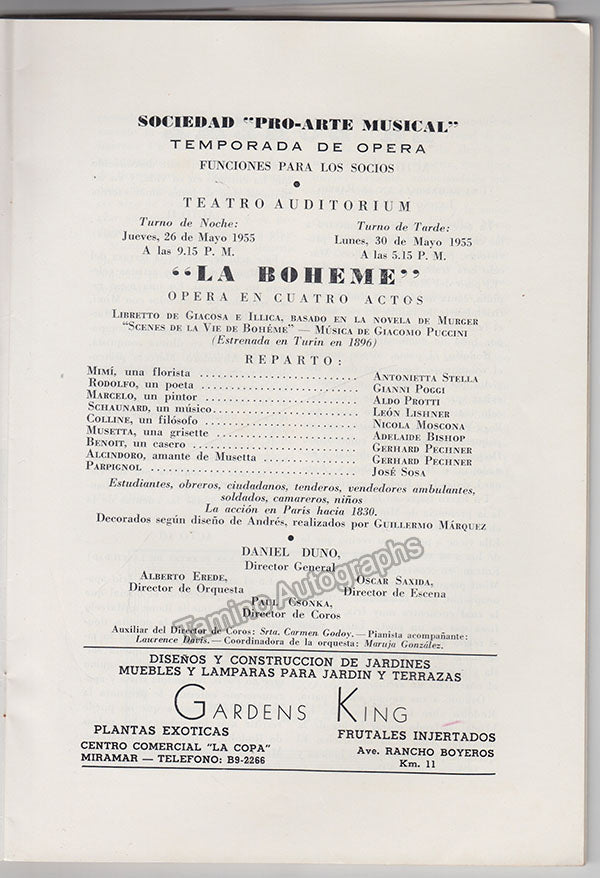 SOCIEDAD "PRO-ARTE MUSICAL"
TEMPORADA DE OPERA
FUNCIONES PARA LOS SOCIOS
TEATRO AUDITORIUM
Turno de Noche:
Jueves, 26 de Mayo 1955
A las 9.15 P. M.
Turno de Tarde:
Lunes, 30 de Mayo 1955
A las 5.15 P. M.
"LA BOHEME"
OPERA EN CUATRO ACTOS
LIBRETTO DE GIACOSA E ILLICA, BASADO EN LA NOVELA DE MURGER
"SCENES DE LA VIE DE BOHÉME" — MÚSICA DE GIACOMO PUCCINI
(Estrenada en Turín en 1896)
REPARTO:
MIMÍ, una florista ........ ANTONIETTA STELLA
RODOLFO, un poeta ........ GIANNI POGGI
MARCELO, un pintor ........ ALDO PROTTI
SCHAUNARD, un músico ........ LEÓN LISHNER
COLLINE, un filósofo ........ NICOLA MOSCONA
MUSETTA, una grisette ........ ADELAIDE BISHOP
BENOIT, un casero ........ GERHARD PECHNER
ALCINDORO, amante de Musetta ........ GERHARD PECHNER
PARPIGNOL ........ JOSÉ SOSA
Estudiantes, obreros, ciudadanos, tenderos, vendedores ambulantes,
soldados, camareros, niños
La acción en París hacia 1830.
Decorados según diseño de Andrés, realizados por GUILLERMO MÁRQUEZ
DANIEL DUNO,
Director General
ALBERTO EREDE,
Director de Orquesta
OSCAR SAXIDA,
Director de Escena
PAUL CSONKA,
Director de Coros
Tamino Autographs
Auxiliar del Director de Coros: Srta. Carmen Godoy. — Pianista acompañante:
Laurence Davis. — Coordinadora de la orquesta: Maruja González.
DISEÑOS Y CONSTRUCCION DE JARDINES
MUEBLES Y LAMPARAS PARA JARDIN Y TERRAZAS
GARDENS KING
PLANTAS EXOTICAS
FRUTALES INJERTADOS
CENTRO COMERCIAL "LA COPA"
MIRAMAR — TELEFONO: B9-2266
Ave. RANCHO BOYEROS
Km. 11